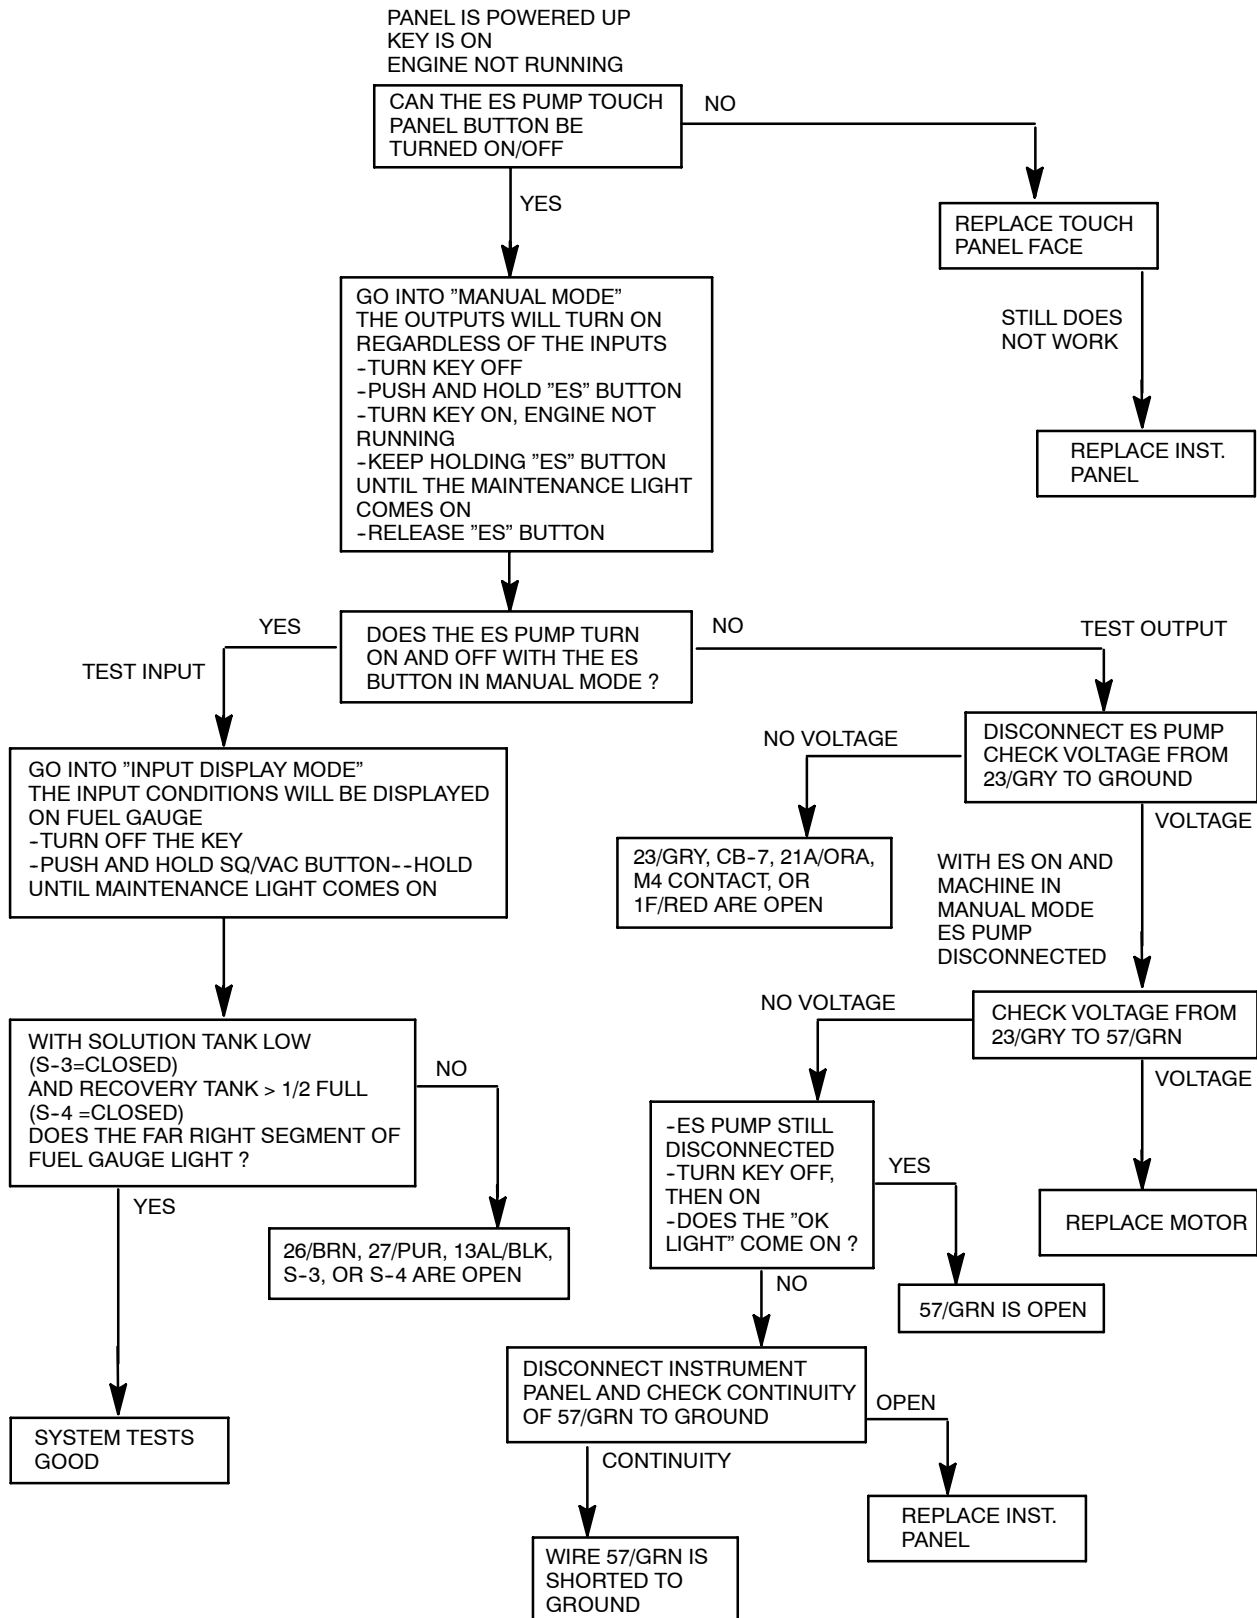 PANEL IS POWERED UP
KEY IS ON
ENGINE NOT RUNNING
CAN THE ES PUMP TOUCH
PANEL BUTTON BE
TURNED ON/OFF
NO
YES
REPLACE TOUCH
PANEL FACE
STILL DOES
NOT WORK
REPLACE INST.
PANEL
GO INTO ”MANUAL MODE”
THE OUTPUTS WILL TURN ON
REGARDLESS OF THE INPUTS
-TURN KEY OFF
-PUSH AND HOLD ”ES” BUTTON
-TURN KEY ON, ENGINE NOT
RUNNING
-KEEP HOLDING ”ES” BUTTON
UNTIL THE MAINTENANCE LIGHT
COMES ON
-RELEASE ”ES” BUTTON
DOES THE ES PUMP TURN
ON AND OFF WITH THE ES
BUTTON IN MANUAL MODE ?
YES
TEST INPUT
NO
TEST OUTPUT
GO INTO ”INPUT DISPLAY MODE”
THE INPUT CONDITIONS WILL BE DISPLAYED
ON FUEL GAUGE
-TURN OFF THE KEY
-PUSH AND HOLD SQ/VAC BUTTON--HOLD
UNTIL MAINTENANCE LIGHT COMES ON
DISCONNECT ES PUMP
CHECK VOLTAGE FROM
23/GRY TO GROUND
NO VOLTAGE
VOLTAGE
23/GRY, CB-7, 21A/ORA,
M4 CONTACT, OR
1F/RED ARE OPEN
WITH ES ON AND
MACHINE IN
MANUAL MODE
ES PUMP
DISCONNECTED
WITH SOLUTION TANK LOW
(S-3=CLOSED)
AND RECOVERY TANK > 1/2 FULL
(S-4 =CLOSED)
DOES THE FAR RIGHT SEGMENT OF
FUEL GAUGE LIGHT ?
NO
YES
26/BRN, 27/PUR, 13AL/BLK,
S-3, OR S-4 ARE OPEN
SYSTEM TESTS
GOOD
CHECK VOLTAGE FROM
23/GRY TO 57/GRN
NO VOLTAGE
VOLTAGE
REPLACE MOTOR
-ES PUMP STILL
DISCONNECTED
-TURN KEY OFF,
THEN ON
-DOES THE ”OK
LIGHT” COME ON ?
YES
NO
57/GRN IS OPEN
DISCONNECT INSTRUMENT
PANEL AND CHECK CONTINUITY
OF 57/GRN TO GROUND
OPEN
CONTINUITY
REPLACE INST.
PANEL
WIRE 57/GRN IS
SHORTED TO
GROUND